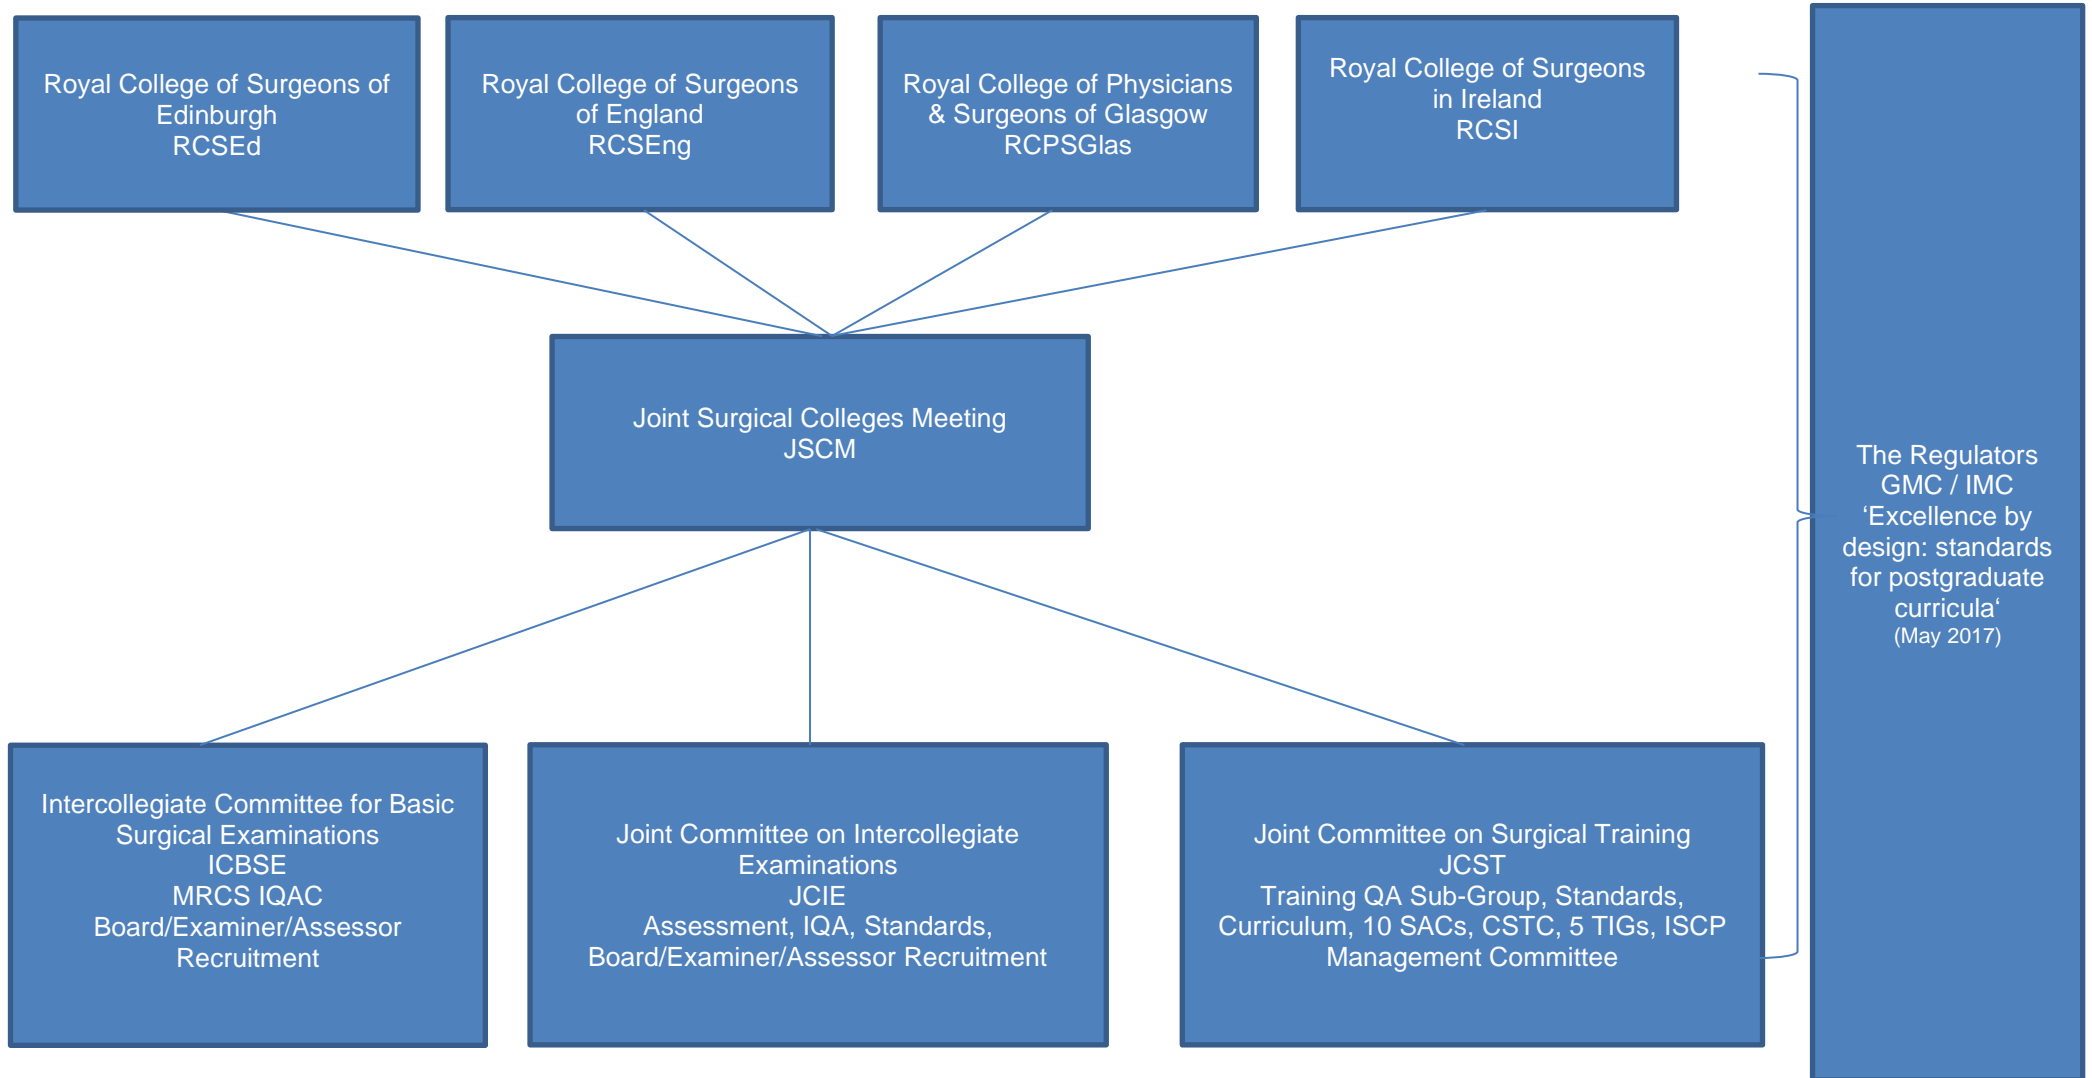 Royal College of Surgeons of
Edinburgh
RCSEd
Royal College of Surgeons
of England
RCSEng
Royal College of Physicians
& Surgeons of Glasgow
RCPSGlas
Royal College of Surgeons
in Ireland
RCSI
Joint Surgical Colleges Meeting
JSCM
The Regulators
GMC / IMC
‘Excellence by
design: standards
for postgraduate
curricula‘
(May 2017)
Intercollegiate Committee for Basic
Surgical Examinations
ICBSE
MRCS IQAC
Board/Examiner/Assessor
Recruitment
Joint Committee on Intercollegiate
Examinations
JCIE
Assessment, IQA, Standards,
Board/Examiner/Assessor Recruitment
Joint Committee on Surgical Training
JCST
Training QA Sub-Group, Standards,
Curriculum, 10 SACs, CSTC, 5 TIGs, ISCP
Management Committee